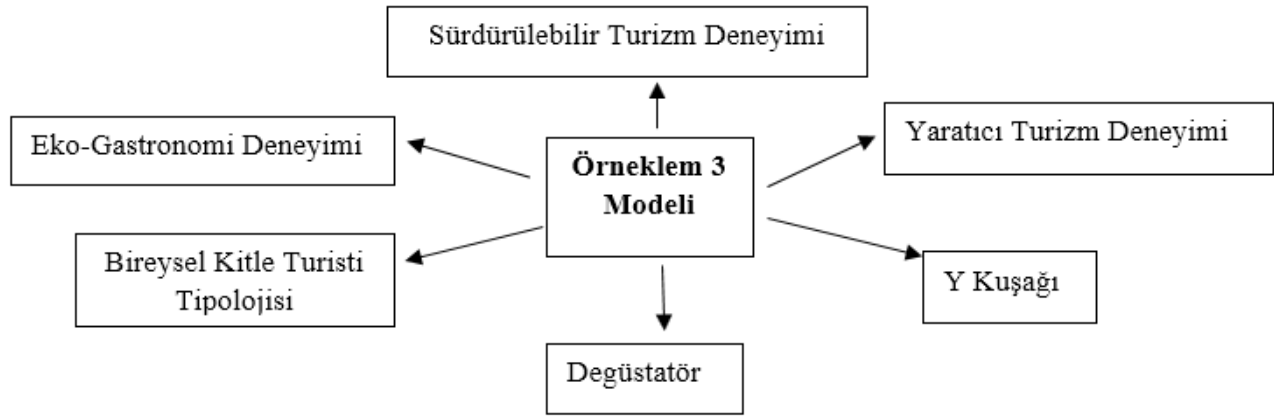 Sürdürülebilir Turizm Deneyimi
Eko-Gastronomi Deneyimi
Örneklem 3
Modeli
Yaratıcı Turizm Deneyimi
Bireysel Kitle Turisti
Tipolojisi
Y Kuşağı
Degüstatör